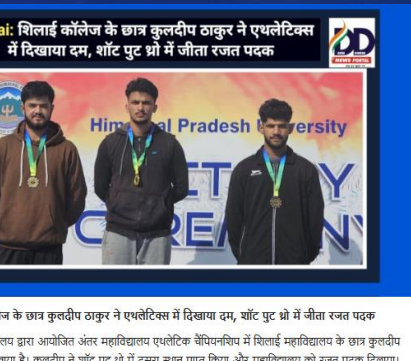 ai: शिलाई कॉलेज के छात्र कुलदीप ठाकुर ने एथलेटिक्स
में दिखाया दम, शॉट पुट थ्रो में जीता रजत पदक
NEWS PORTAL
Himachal Pradesh University
CEREMONY
ज के छात्र कुलदीप ठाकुर ने एथलेटिक्स में दिखाया दम, शॉट पुट थ्रो में जीता रजत पदक
लय द्वारा आयोजित अंतर महाविद्यालय एथलेटिक चैंपियनशिप में शिलाई महाविद्यालय के छात्र कुलदीप